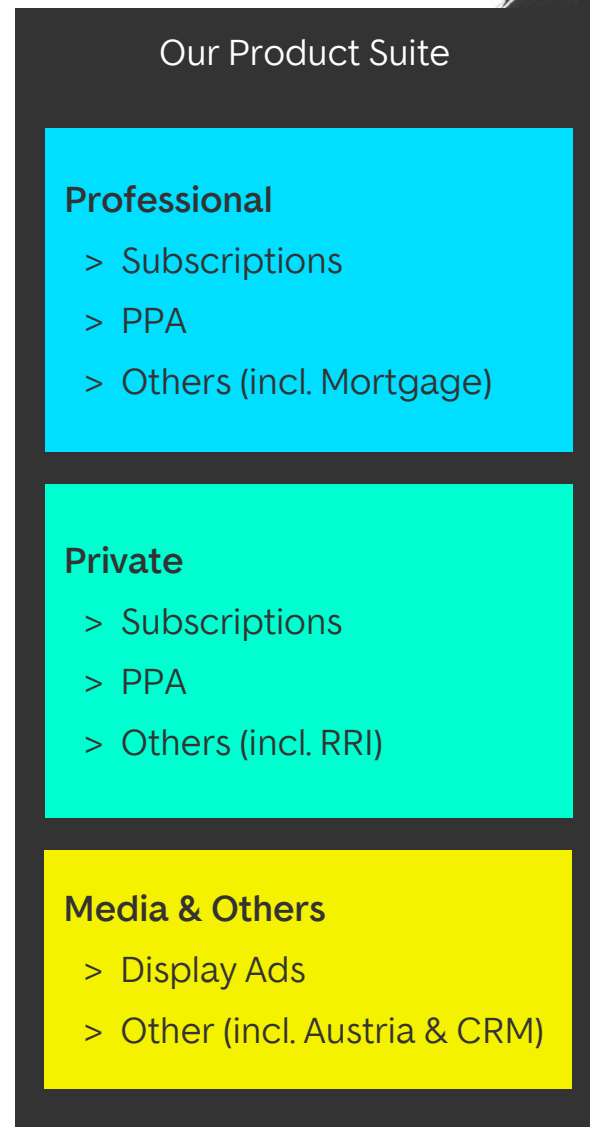 Our Product Suite
Professional
> Subscriptions
> PPA
> Others (incl. Mortgage)
Private
> Subscriptions
> PPA
> Others (incl. RRI)
Media & Others
> Display Ads
> Other (incl. Austria & CRM)